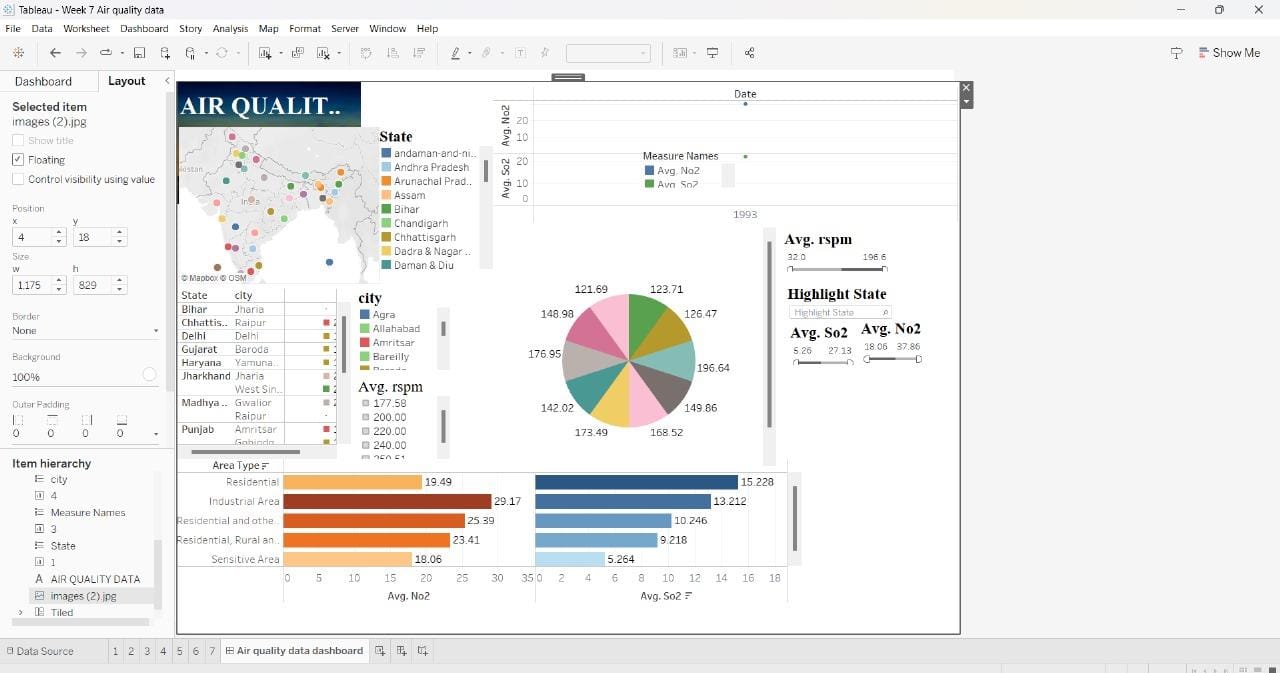 Tableau - Week 7 Air quality data
File Data Worksheet Dashboard Story Analysis Map Format Server Window Help
Show Me
Dashboard Layout
Selected item
images (2).jpg
Show title
Floating
Control visibility using value
Position
x y
4 18
Size
w h
1,175 829
Border
None
Background
100%
Outer Padding
0 0 0 0
Item hierarchy
city
4
Measure Names
3
State
1
AIR QUALITY DATA
images (2).jpg
Tiled
AIR QUALIT..
India
© Mapbox © OSM
State
andaman-and-ni..
Andhra Pradesh
Arunachal Prad..
Assam
Bihar
Chandigarh
Chhattisgarh
Dadra & Nagar ..
Daman & Diu
Date
Avg. No2
20
10
Avg. So2
20
10
0
1993
Measure Names
Avg. No2
Avg. So2
State city
Bihar Jharia
Chhattis.. Raipur
Delhi Delhi
Gujarat Baroda
Haryana Yamuna..
Jharkhand Jharia
West Sin..
Madhya .. Gwalior
Raipur
Punjab Amritsar
city
Agra
Allahabad
Amritsar
Bareilly
Avg. rspm
177.58
200.00
220.00
240.00
121.69 123.71
148.98 126.47
176.95 196.64
142.02 149.86
173.49 168.52
Avg. rspm
32.0 196.6
Highlight State
Highlight State
Avg. So2 Avg. No2
5.26 27.13 18.06 37.86
Area Type
Residential 19.49 15.228
Industrial Area 29.17 13.212
Residential and othe.. 25.39 10.246
Residential, Rural an.. 23.41 9.218
Sensitive Area 18.06 5.264
0 5 10 15 20 25 30 35 0 2 4 6 8 10 12 14 16 18
Avg. No2 Avg. So2
Data Source 1 2 3 4 5 6 7 Air quality data dashboard